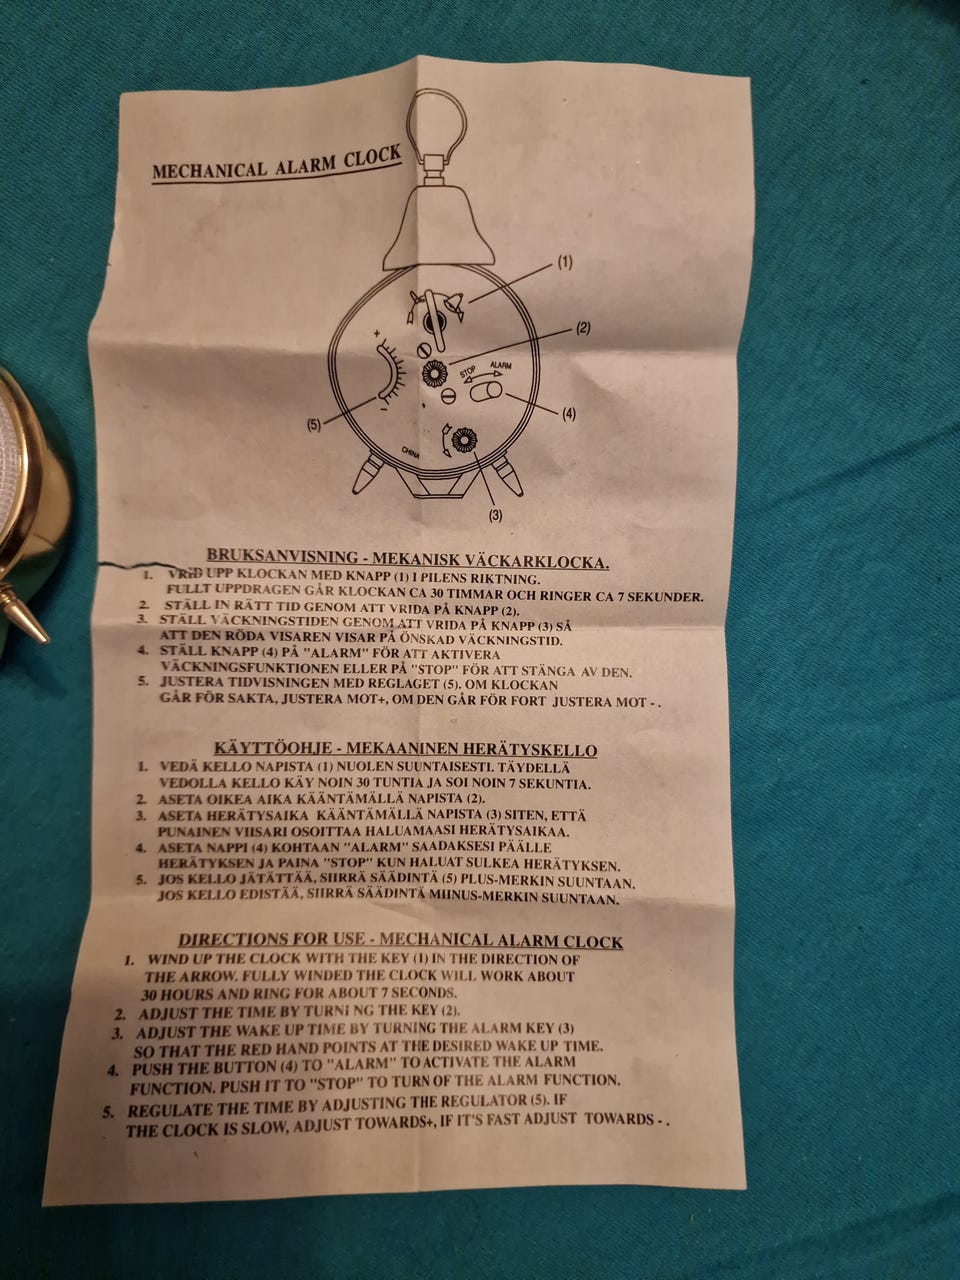 MECHANICAL ALARM CLOCK
(1)
(2)
+
STOP
ALARM
(4)
-
(5)
CHINA
(3)
BRUKSANVISNING - MEKANISK VÄCKARKLOCKA.
1. VRID UPP KLOCKAN MED KNAPP (1) I PILENS RIKTNING.
FULLT UPPDRAGEN GÅR KLOCKAN CA 30 TIMMAR OCH RINGER CA 7 SEKUNDER.
2. STÄLL IN RÄTT TID GENOM ATT VRIDA PÅ KNAPP (2).
3. STÄLL VÄCKNINGSTIDEN GENOM ATT VRIDA PÅ KNAPP (3) SÅ
ATT DEN RÖDA VISAREN VISAR PÅ ÖNSKAD VÄCKNINGSTID.
4. STÄLL KNAPP (4) PÅ "ALARM" FÖR ATT AKTIVERA
VÄCKNINGSFUNKTIONEN ELLER PÅ "STOP" FÖR ATT STÄNGA AV DEN.
5. JUSTERA TIDVISNINGEN MED REGLAGET (5). OM KLOCKAN
GÅR FÖR SAKTA, JUSTERA MOT+, OM DEN GÅR FÖR FORT JUSTERA MOT - .
KÄYTTÖOHJE - MEKAANINEN HERÄTYSKELLO
1. VEDÄ KELLO NAPISTA (1) NUOLEN SUUNTAISESTI. TÄYDELLÄ
VEDOLLA KELLO KÄY NOIN 30 TUNTIA JA SOI NOIN 7 SEKUNTIA.
2. ASETA OIKEA AIKA KÄÄNTÄMÄLLÄ NAPISTA (2).
3. ASETA HERÄTYSAIKA KÄÄNTÄMÄLLÄ NAPISTA (3) SITEN, ETTÄ
PUNAINEN VIISARI OSOITTAA HALUAMAASI HERÄTYSAIKAA.
4. ASETA NAPPI (4) KOHTAAN "ALARM" SAADAKSESI PÄÄLLE
HERÄTYKSEN JA PAINA "STOP" KUN HALUAT SULKEA HERÄTYKSEN.
5. JOS KELLO JÄTÄTTÄÄ, SIIRRÄ SÄÄDINTÄ (5) PLUS-MERKIN SUUNTAAN.
JOS KELLO EDISTÄÄ, SIIRRÄ SÄÄDINTÄ MIINUS-MERKIN SUUNTAAN.
DIRECTIONS FOR USE - MECHANICAL ALARM CLOCK
1. WIND UP THE CLOCK WITH THE KEY (1) IN THE DIRECTION OF
THE ARROW. FULLY WINDED THE CLOCK WILL WORK ABOUT
30 HOURS AND RING FOR ABOUT 7 SECONDS.
2. ADJUST THE TIME BY TURNI NG THE KEY (2).
3. ADJUST THE WAKE UP TIME BY TURNING THE ALARM KEY (3)
SO THAT THE RED HAND POINTS AT THE DESIRED WAKE UP TIME.
4. PUSH THE BUTTON (4) TO "ALARM" TO ACTIVATE THE ALARM
FUNCTION. PUSH IT TO "STOP" TO TURN OF THE ALARM FUNCTION.
5. REGULATE THE TIME BY ADJUSTING THE REGULATOR (5). IF
THE CLOCK IS SLOW, ADJUST TOWARDS+, IF IT'S FAST ADJUST TOWARDS - .